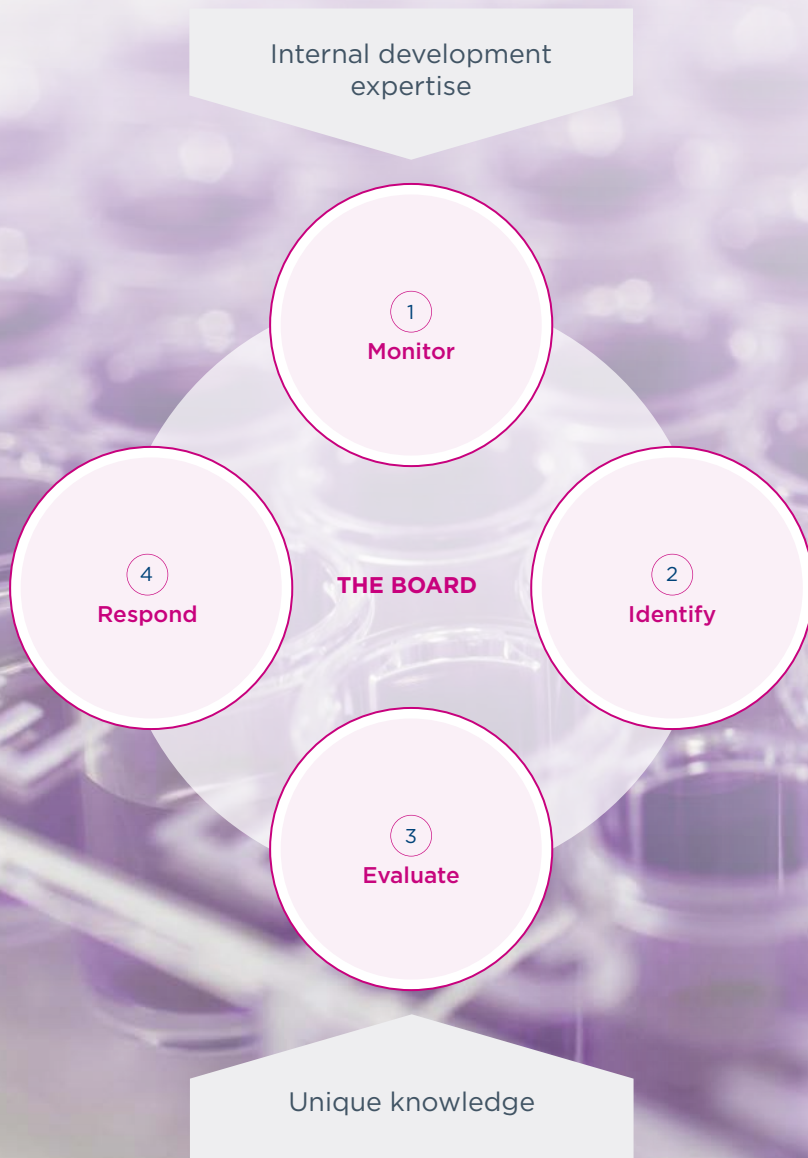 Internal development
expertise
1
Monitor
4
Respond
THE BOARD
2
Identify
3
Evaluate
Unique knowledge